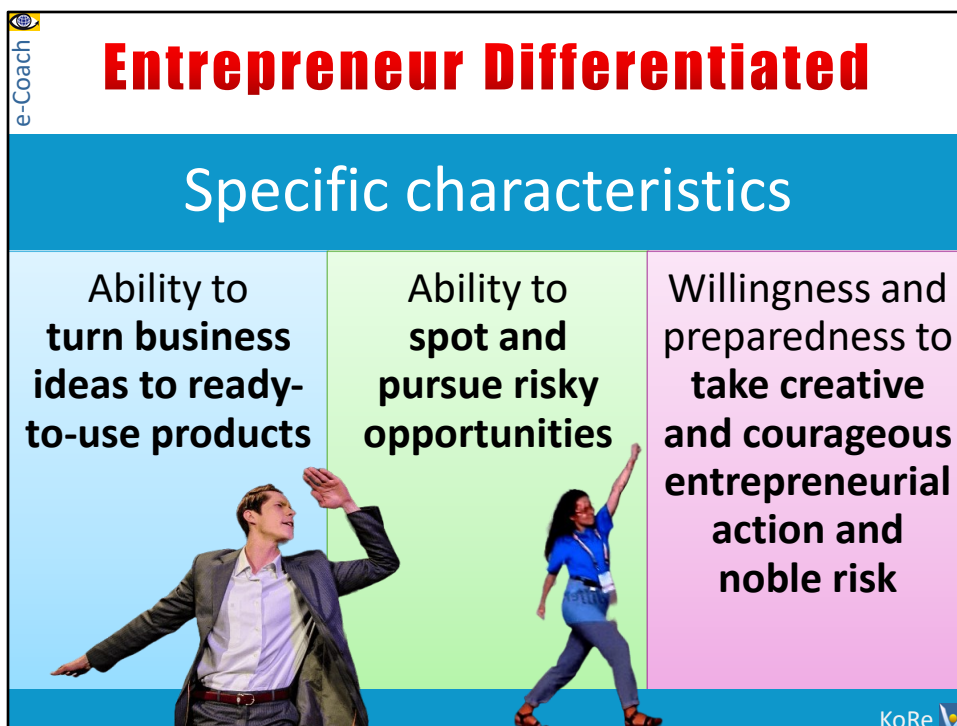 e-Coach
Entrepreneur Differentiated
Specific characteristics
Ability to
turn business
ideas to ready-
to-use products
Ability to
spot and
pursue risky
opportunities
Willingness and
preparedness to
take creative
and courageous
entrepreneurial
action and
noble risk
KoRe